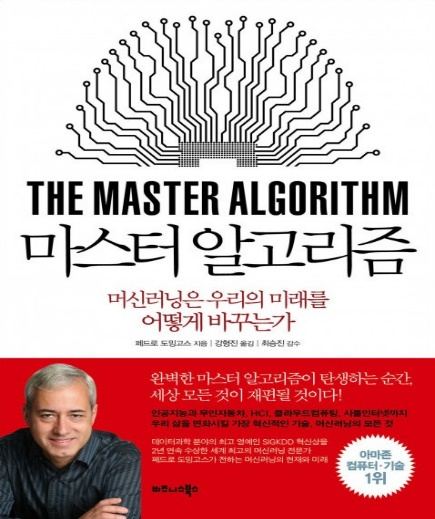 THE MASTER ALGORITHM
마스터 알고리즘
머신러닝은 우리의 미래를
어떻게 바꾸는가
페드로 도밍고스 지음 | 강형진 옮김 | 최승진 감수
완벽한 마스터 알고리즘이 탄생하는 순간,
세상 모든 것이 재편될 것이다!
인공지능과 무인자동차, HCI, 클라우드컴퓨팅, 사물인터넷까지
우리 삶을 변화시킬 가장 혁신적인 기술, 머신러닝의 모든 것
데이터과학 분야의 최고 영예인 SIGKDD 혁신상을
2년 연속 수상한 세계 최고의 머신러닝 전문가
페드로 도밍고스가 전하는 머신러닝의 현재와 미래
아마존
컴퓨터·기술
1위
비즈니스북스